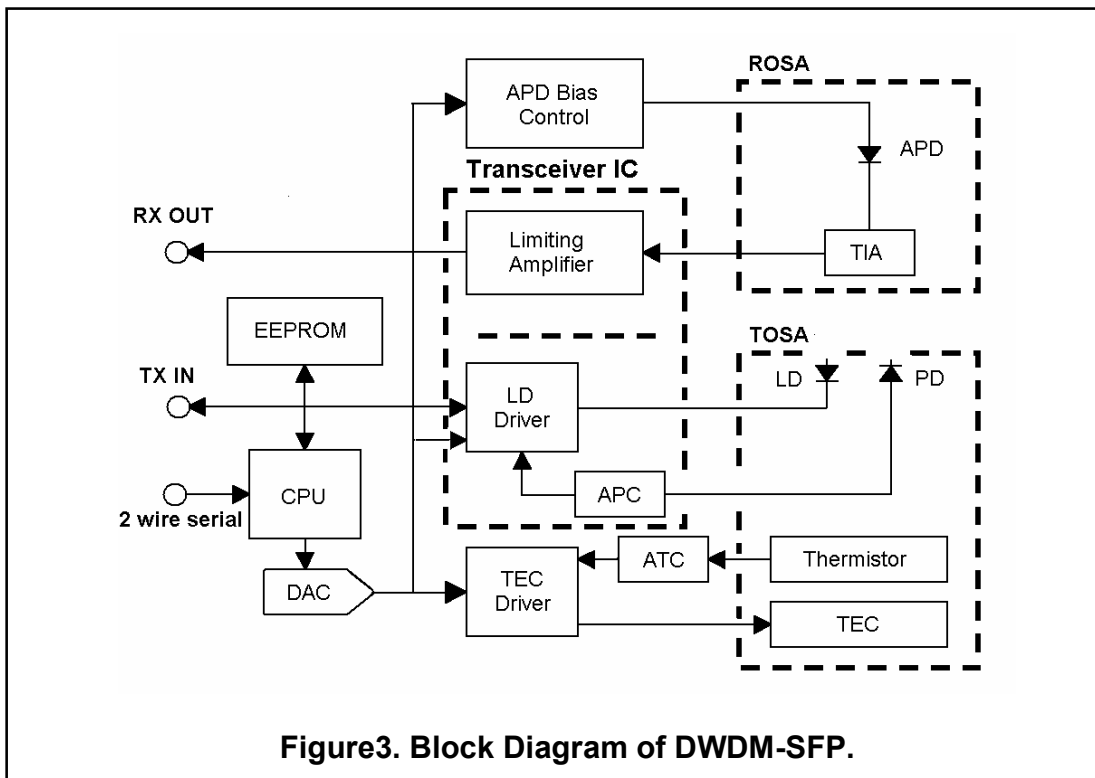 ROSA
APD Bias
Control
APD
Transceiver IC
RX OUT
Limiting
Amplifier
TIA
EEPROM
TOSA
TX IN
LD
PD
LD
Driver
CPU
APC
2 wire serial
ATC
Thermistor
TEC
Driver
DAC
TEC
Figure3. Block Diagram of DWDM-SFP.